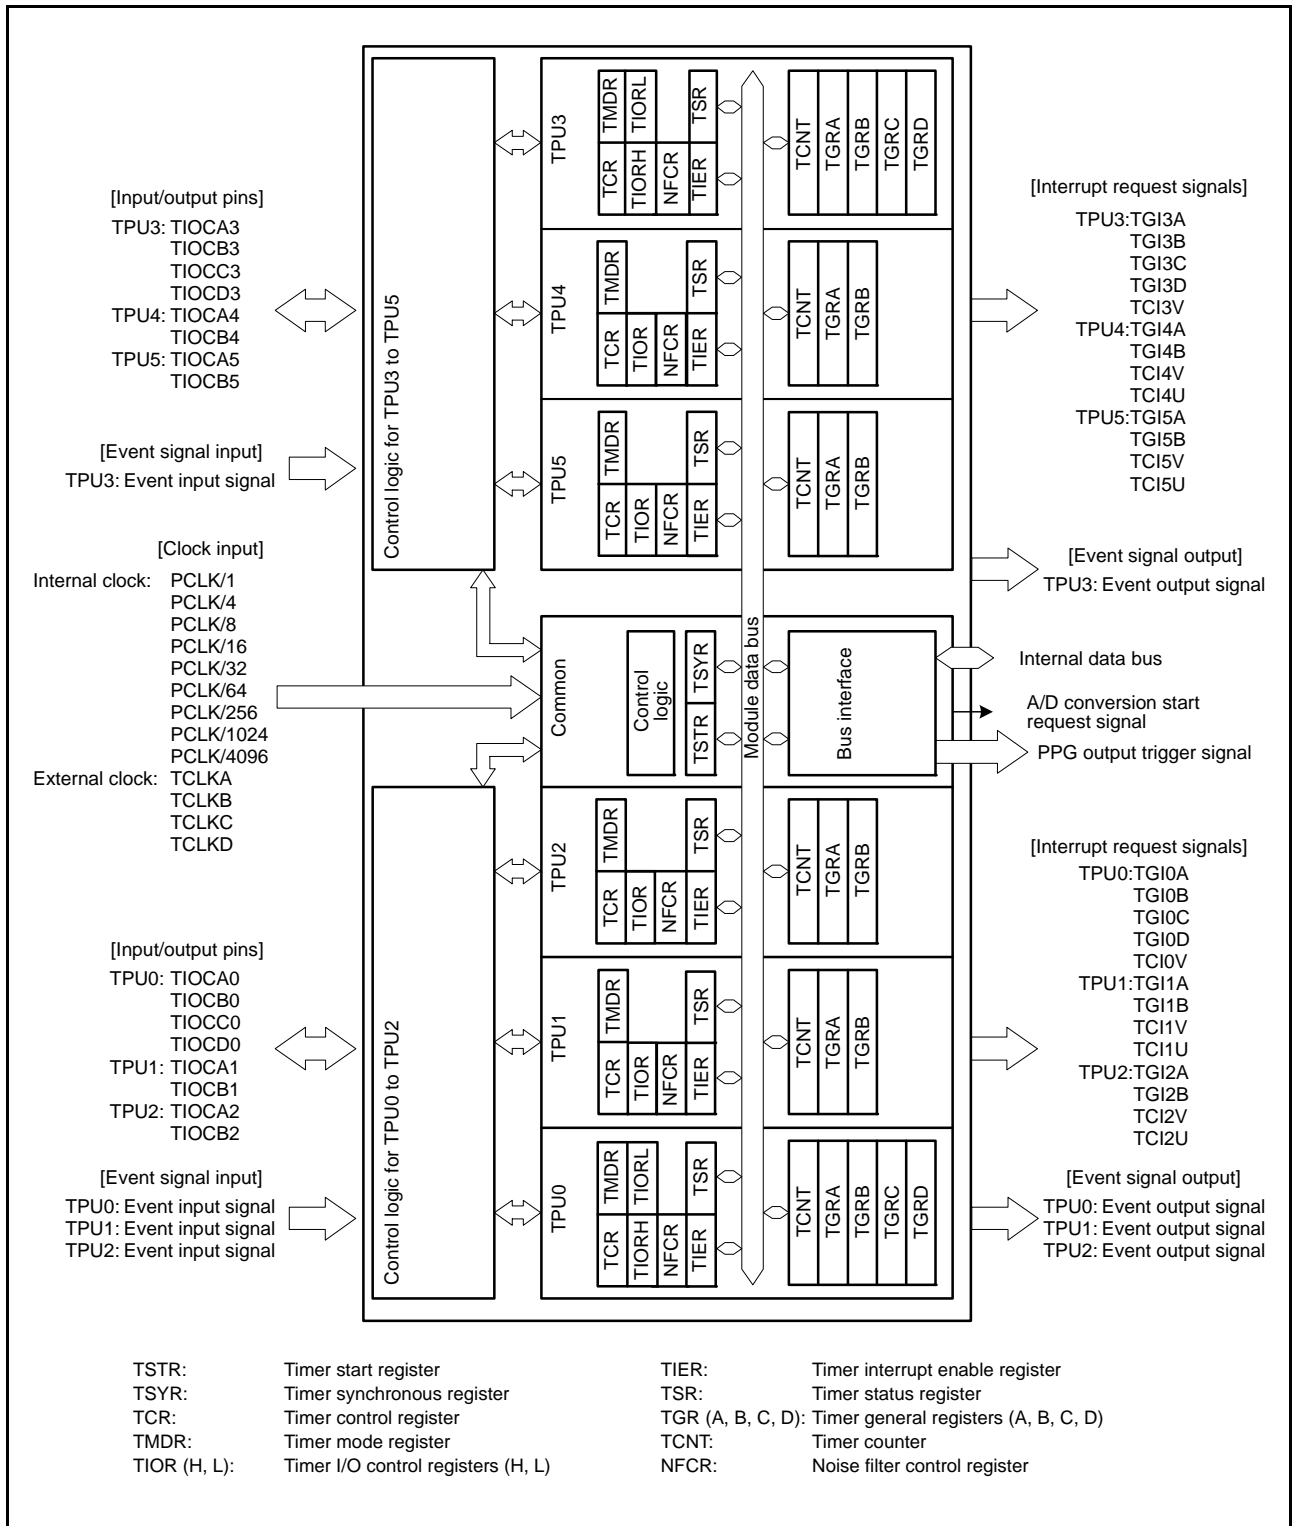 [Input/output pins]
TPU3: TIOCA3
TIOCB3
TIOCC3
TIOCD3
TPU4: TIOCA4
TIOCB4
TPU5: TIOCA5
TIOCB5
[Event signal input]
TPU3: Event input signal
[Clock input]
Internal clock: PCLK/1
PCLK/4
PCLK/8
PCLK/16
PCLK/32
PCLK/64
PCLK/256
PCLK/1024
PCLK/4096
External clock: TCLKA
TCLKB
TCLKC
TCLKD
[Input/output pins]
TPU0: TIOCA0
TIOCB0
TIOCC0
TIOCD0
TPU1: TIOCA1
TIOCB1
TPU2: TIOCA2
TIOCB2
[Event signal input]
TPU0: Event input signal
TPU1: Event input signal
TPU2: Event input signal
Control logic for TPU3 to TPU5
Control logic for TPU0 to TPU2
TPU3
TMDR
TIORL
TSR
TCR
TIORH
NFCR
TIER
TCNT
TGRA
TGRB
TGRC
TGRD
TPU4
TMDR
TSR
TCR
TIOR
NFCR
TIER
TCNT
TGRA
TGRB
TPU5
TMDR
TSR
TCR
TIOR
NFCR
TIER
TCNT
TGRA
TGRB
Common
Control
logic
TSYR
TSTR
Module data bus
Bus interface
TPU2
TMDR
TSR
TCR
TIOR
NFCR
TIER
TCNT
TGRA
TGRB
TPU1
TMDR
TSR
TCR
TIOR
NFCR
TIER
TCNT
TGRA
TGRB
TPU0
TMDR
TIORL
TSR
TCR
TIORH
NFCR
TIER
TCNT
TGRA
TGRB
TGRC
TGRD
[Interrupt request signals]
TPU3:TGI3A
TGI3B
TGI3C
TGI3D
TCI3V
TPU4:TGI4A
TGI4B
TCI4V
TCI4U
TPU5:TGI5A
TGI5B
TCI5V
TCI5U
[Event signal output]
TPU3: Event output signal
Internal data bus
A/D conversion start
request signal
PPG output trigger signal
[Interrupt request signals]
TPU0:TGI0A
TGI0B
TGI0C
TGI0D
TCI0V
TPU1:TGI1A
TGI1B
TCI1V
TCI1U
TPU2:TGI2A
TGI2B
TCI2V
TCI2U
[Event signal output]
TPU0: Event output signal
TPU1: Event output signal
TPU2: Event output signal
TSTR: Timer start register
TSYR: Timer synchronous register
TCR: Timer control register
TMDR: Timer mode register
TIOR (H, L): Timer I/O control registers (H, L)
TIER: Timer interrupt enable register
TSR: Timer status register
TGR (A, B, C, D): Timer general registers (A, B, C, D)
TCNT: Timer counter
NFCR: Noise filter control register